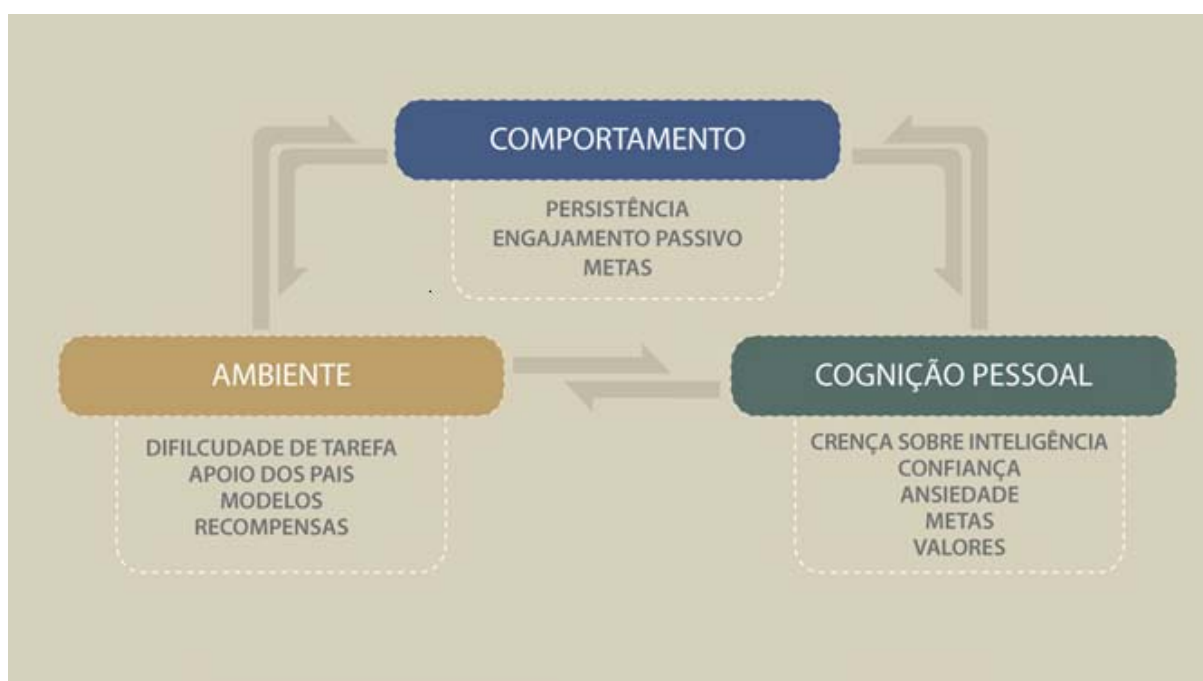 COMPORTAMENTO
PERSISTÊNCIA
ENGAJAMENTO PASSIVO
METAS
AMBIENTE
DIFILCUDADE DE TAREFA
APOIO DOS PAIS
MODELOS
RECOMPENSAS
COGNIÇÃO PESSOAL
CRENÇA SOBRE INTELIGÊNCIA
CONFIANÇA
ANSIEDADE
METAS
VALORES